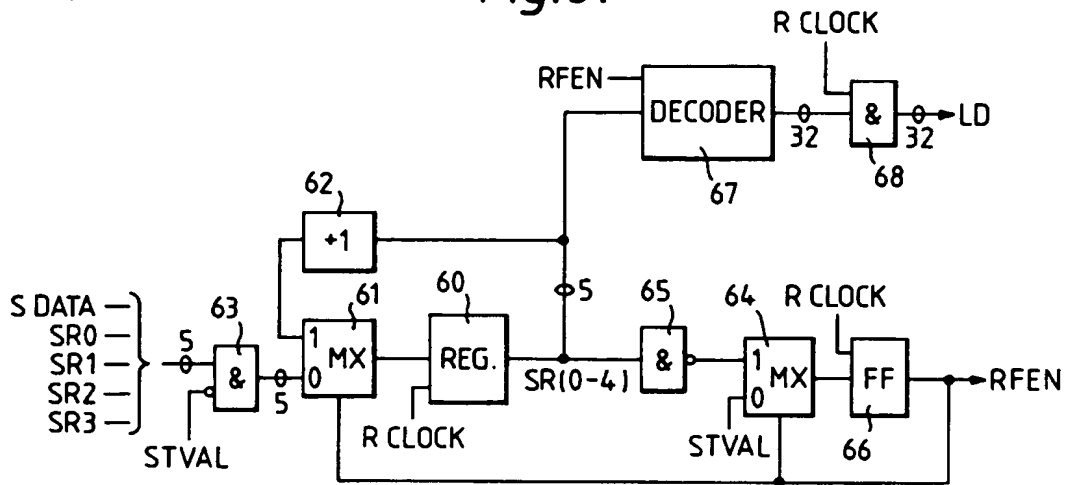 R CLOCK
RFEN
DECODER
32
&
32
LD
67
68
62
+1
5
S DATA
SR0
SR1
SR2
SR3
5
63
&
STVAL
5
61
1
0
MX
60
REG.
R CLOCK
SR(0-4)
65
&
64
1
0
MX
STVAL
R CLOCK
FF
66
RFEN